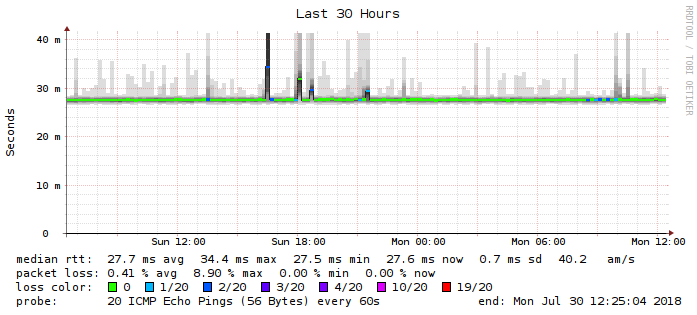 Last 30 Hours
RRDTOOL / TOBI OETIKER
Seconds
40 m
30 m
20 m
10 m
0
Sun 12:00 Sun 18:00 Mon 00:00 Mon 06:00 Mon 12:00
median rtt: 27.7 ms avg 34.4 ms max 27.5 ms min 27.6 ms now 0.7 ms sd 40.2 am/s
packet loss: 0.41 % avg 8.90 % max 0.00 % min 0.00 % now
loss color: 0 1/20 2/20 3/20 4/20 10/20 19/20
probe: 20 ICMP Echo Pings (56 Bytes) every 60s end: Mon Jul 30 12:25:04 2018